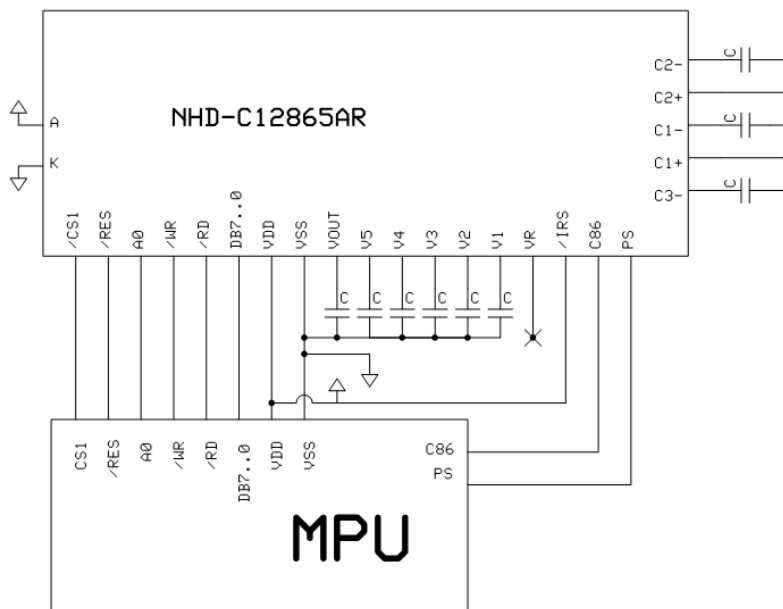 C2-
C
C2+
A
NHD-C12865AR
C1-
C
K
C1+
C3-
C
/CS1
/RES
A0
/WR
/RD
DB7..0
VDD
VSS
VOUT
V5
V4
V3
V2
V1
VR
/IRS
C86
PS
C
C
C
C
C
C
CS1
/RES
A0
/WR
/RD
DB7..0
VDD
VSS
C86
PS
MPU